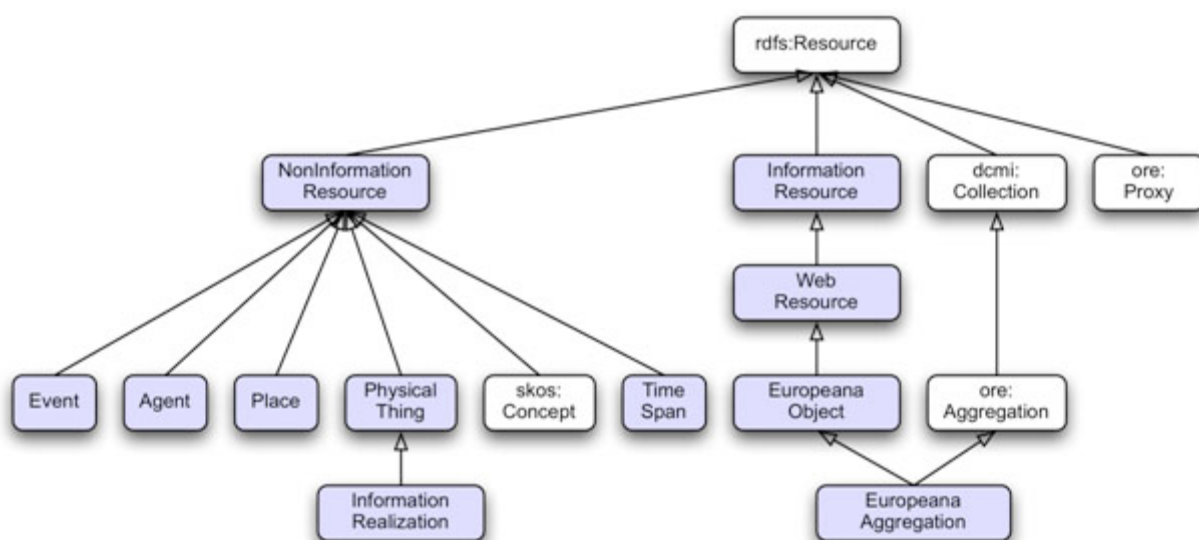 rdfs:Resource
NonInformation
Resource
Information
Resource
dcmi:
Collection
ore:
Proxy
Web
Resource
Event
Agent
Place
Physical
Thing
skos:
Concept
Time
Span
Europeana
Object
ore:
Aggregation
Information
Realization
Europeana
Aggregation